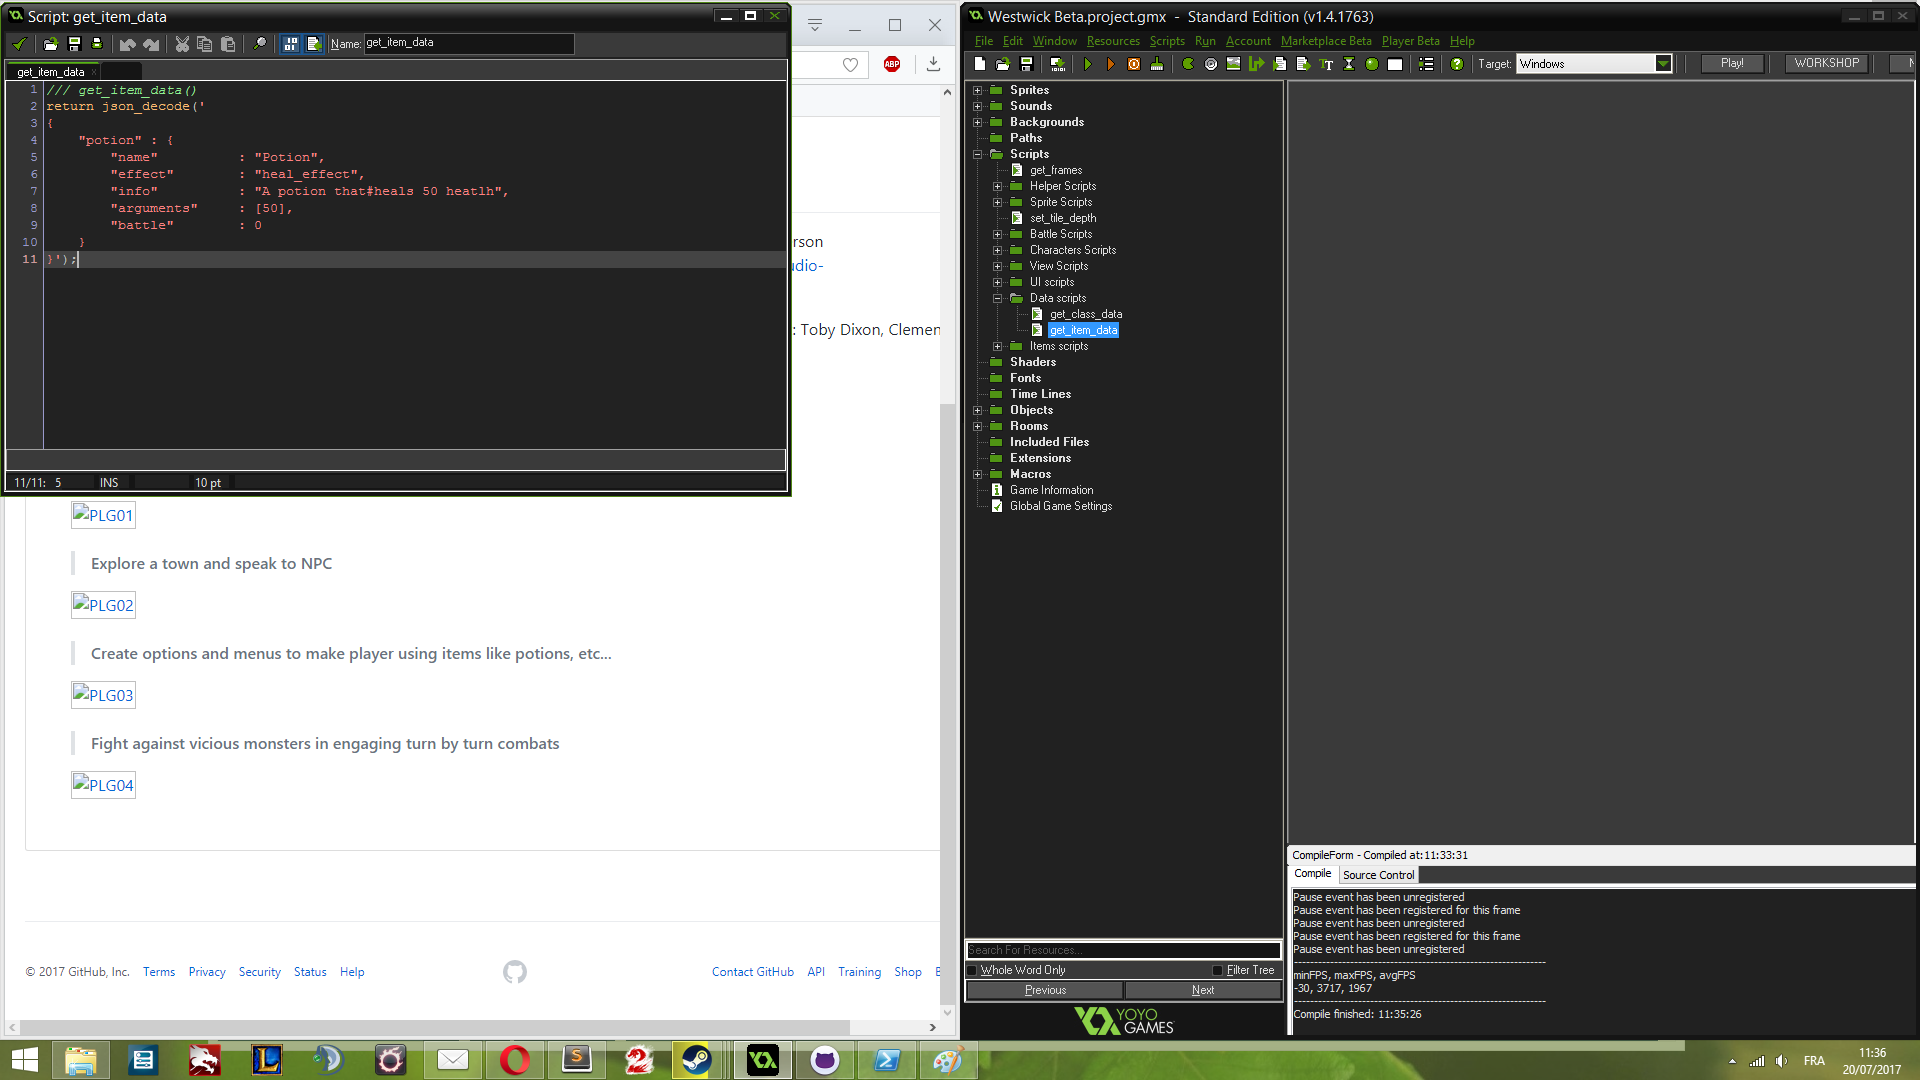 Script: get_item_data
Name: get_item_data
get_item_data x
1 /// get_item_data()
2 return json_decode('
3 {
4 "potion" : {
5 "name" : "Potion",
6 "effect" : "heal_effect",
7 "info" : "A potion that#heals 50 heatlh",
8 "arguments" : [50],
9 "battle" : 0
10 }
11 }');
11/11: 5 INS 10 pt
ABP
rson
udio-
: Toby Dixon, Clemen
PLG01
Explore a town and speak to NPC
PLG02
Create options and menus to make player using items like potions, etc...
PLG03
Fight against vicious monsters in engaging turn by turn combats
PLG04
© 2017 GitHub, Inc. Terms Privacy Security Status Help Contact GitHub API Training Shop B
Westwick Beta.project.gmx - Standard Edition (v1.4.1763)
File Edit Window Resources Scripts Run Account Marketplace Beta Player Beta Help
Target: Windows Play! WORKSHOP
Sprites
Sounds
Backgrounds
Paths
Scripts
get_frames
Helper Scripts
Sprite Scripts
set_tile_depth
Battle Scripts
Characters Scripts
View Scripts
UI scripts
Data scripts
get_class_data
get_item_data
Items scripts
Shaders
Fonts
Time Lines
Objects
Rooms
Included Files
Extensions
Macros
Game Information
Global Game Settings
Search For Resources...
Whole Word Only Filter Tree
Previous Next
YOYO
GAMES
CompileForm - Compiled at:11:33:31
Compile Source Control
Pause event has been unregistered
Pause event has been registered for this frame
Pause event has been unregistered
Pause event has been registered for this frame
Pause event has been unregistered
minFPS, maxFPS, avgFPS
-30, 3717, 1967
Compile finished: 11:35:26
FRA
11:36
20/07/2017